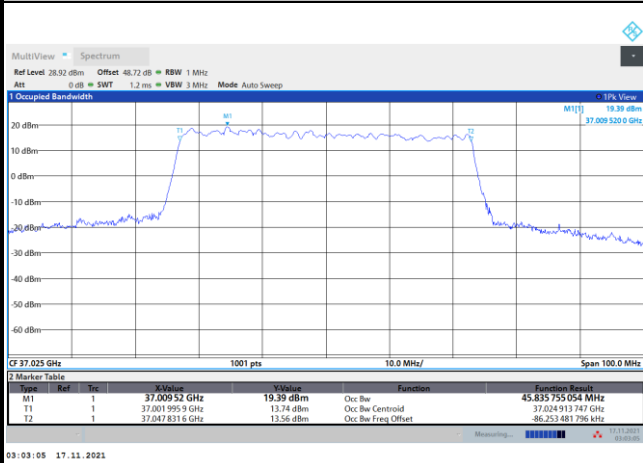 MultiView Spectrum
Ref Level 28.92 dBm Offset 48.72 dB RBW 1 MHz
Att 0 dB SWT 1.2 ms VBW 3 MHz Mode Auto Sweep
1 Occupied Bandwidth 1Pk View
M1[1] 19.39 dBm
37.009 520 0 GHz
M1
T1
T2
20 dBm
10 dBm
0 dBm
-10 dBm
-20 dBm
-30 dBm
-40 dBm
-50 dBm
-60 dBm
CF 37.025 GHz 1001 pts 10.0 MHz/ Span 100.0 MHz
2 Marker Table
Type Ref Trc X-Value Y-Value Function Function Result
M1 1 37.009 52 GHz 19.39 dBm Occ Bw 45.835 755 054 MHz
T1 1 37.001 995 9 GHz 13.74 dBm Occ Bw Centroid 37.024 913 747 GHz
T2 1 37.047 831 6 GHz 13.56 dBm Occ Bw Freq Offset -86.253 481 796 kHz
Measuring... 17.11.2021
03:03:05
03:03:05 17.11.2021